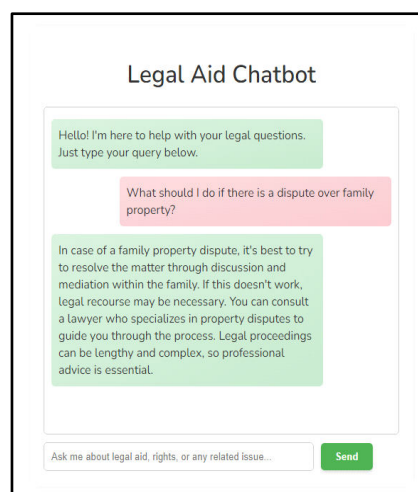 Legal Aid Chatbot
Hello! I'm here to help with your legal questions.
Just type your query below.
What should I do if there is a dispute over family
property?
In case of a family property dispute, it's best to try
to resolve the matter through discussion and
mediation within the family. If this doesn't work,
legal recourse may be necessary. You can consult
a lawyer who specializes in property disputes to
guide you through the process. Legal proceedings
can be lengthy and complex, so professional
advice is essential.
Ask me about legal aid, rights, or any related issue...
Send